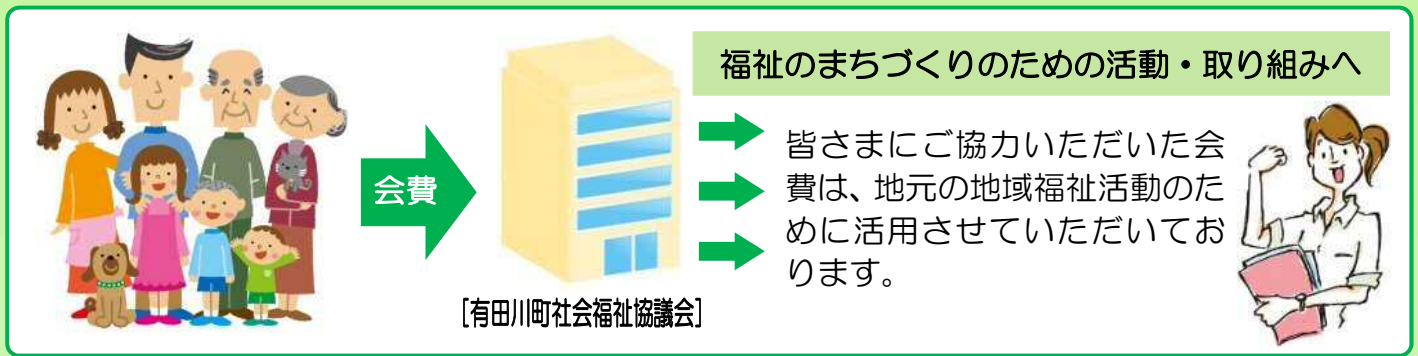 福祉のまちづくりのための活動・取り組みへ
会費
皆さまにご協力いただいた会
費は、地元の地域福祉活動のた
めに活用させていただいてお
ります。
[有田川町社会福祉協議会]